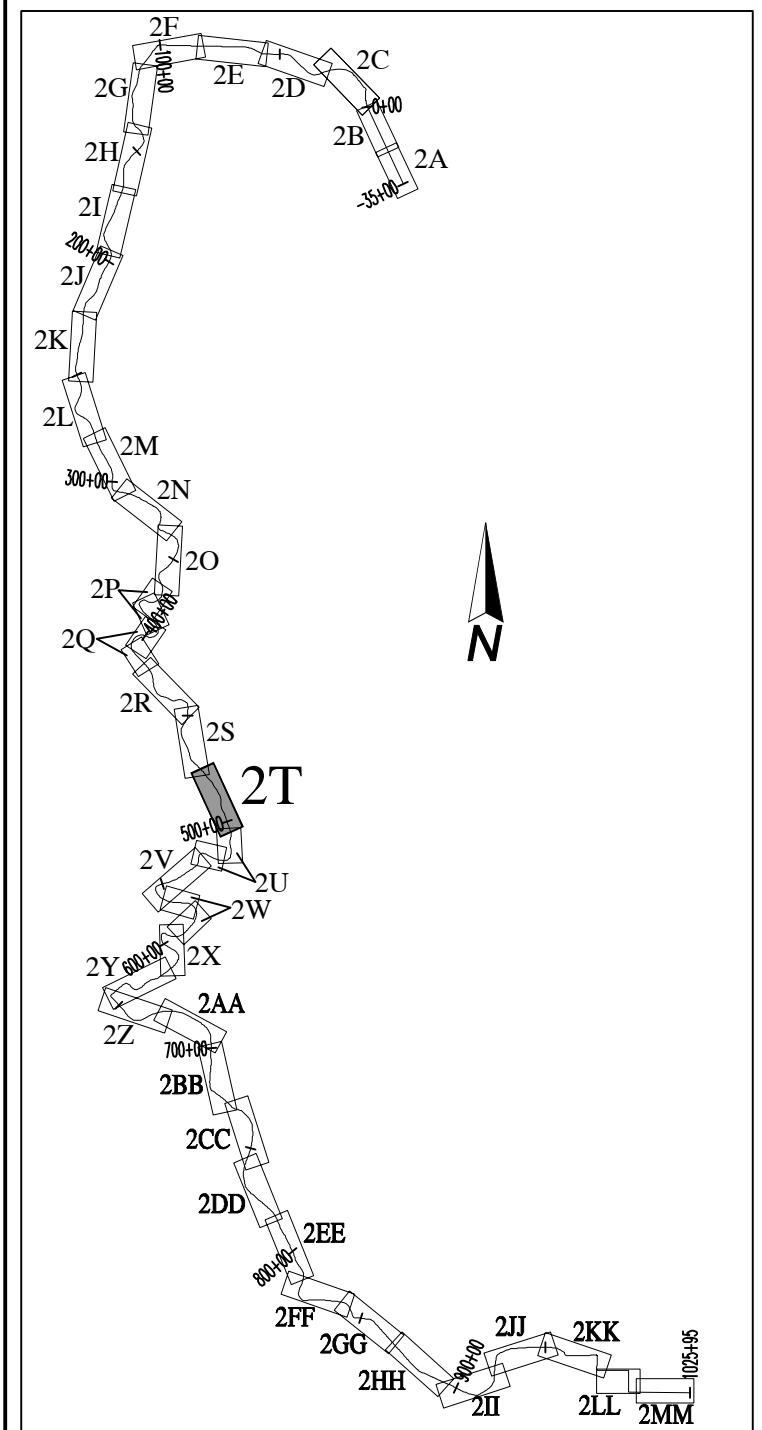 2F
2C
2E
2D
100+00
2G
0+00
2B
2H
2A
-35+00
2I
200+00
2J
2K
2L
2M
300+00
2N
2O
2P
400+00
2Q
2R
2S
2T
500+00
2V
2U
2W
600+00
2X
2Y
2Z
2AA
700+00
2BB
2CC
2DD
2EE
800+00
2FF
2GG
2HH
900+00
2II
2JJ
2KK
2LL
2MM
1025+95
N